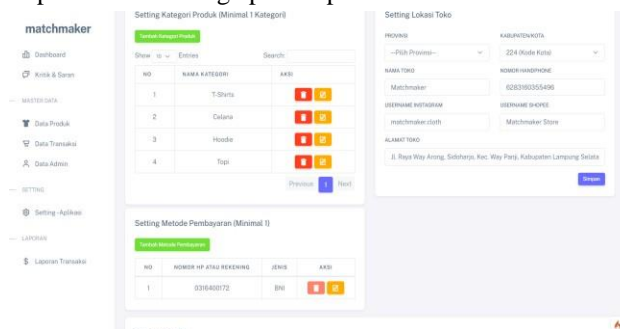 matchmaker
Dashboard
Kritik & Saran
MASTER DATA
Data Produk
Data Transaksi
Data Admin
SETTING
Setting Aplikasi
LAPORAN
Laporan Transaksi
Setting Kategori Produk (Minimal 1 Kategori)
Tambah Kategori Produk
Show 10 Entries Search:
NO NAMA KATEGORI AKSI
1 T-Shirts
2 Celana
3 Hoodie
4 Topi
Previous 1 Next
Setting Metode Pembayaran (Minimal 1)
Tambah Metode Pembayaran
NO NOMOR HP ATAU REKENING JENIS AKSI
1 0316400172 BNI
Setting Lokasi Toko
PROVINSI KABUPATEN/KOTA
--Pilih Provinsi-- 224 (Kode Kota)
NAMA TOKO NOMOR HANDPHONE
Matchmaker 6283160355496
USERNAME INSTAGRAM USERNAME SHOPEE
matchmaker.cloth Matchmaker Store
ALAMAT TOKO
Jl. Raya Way Arong, Sidoharjo, Kec. Way Panji, Kabupaten Lampung Selata
Simpan